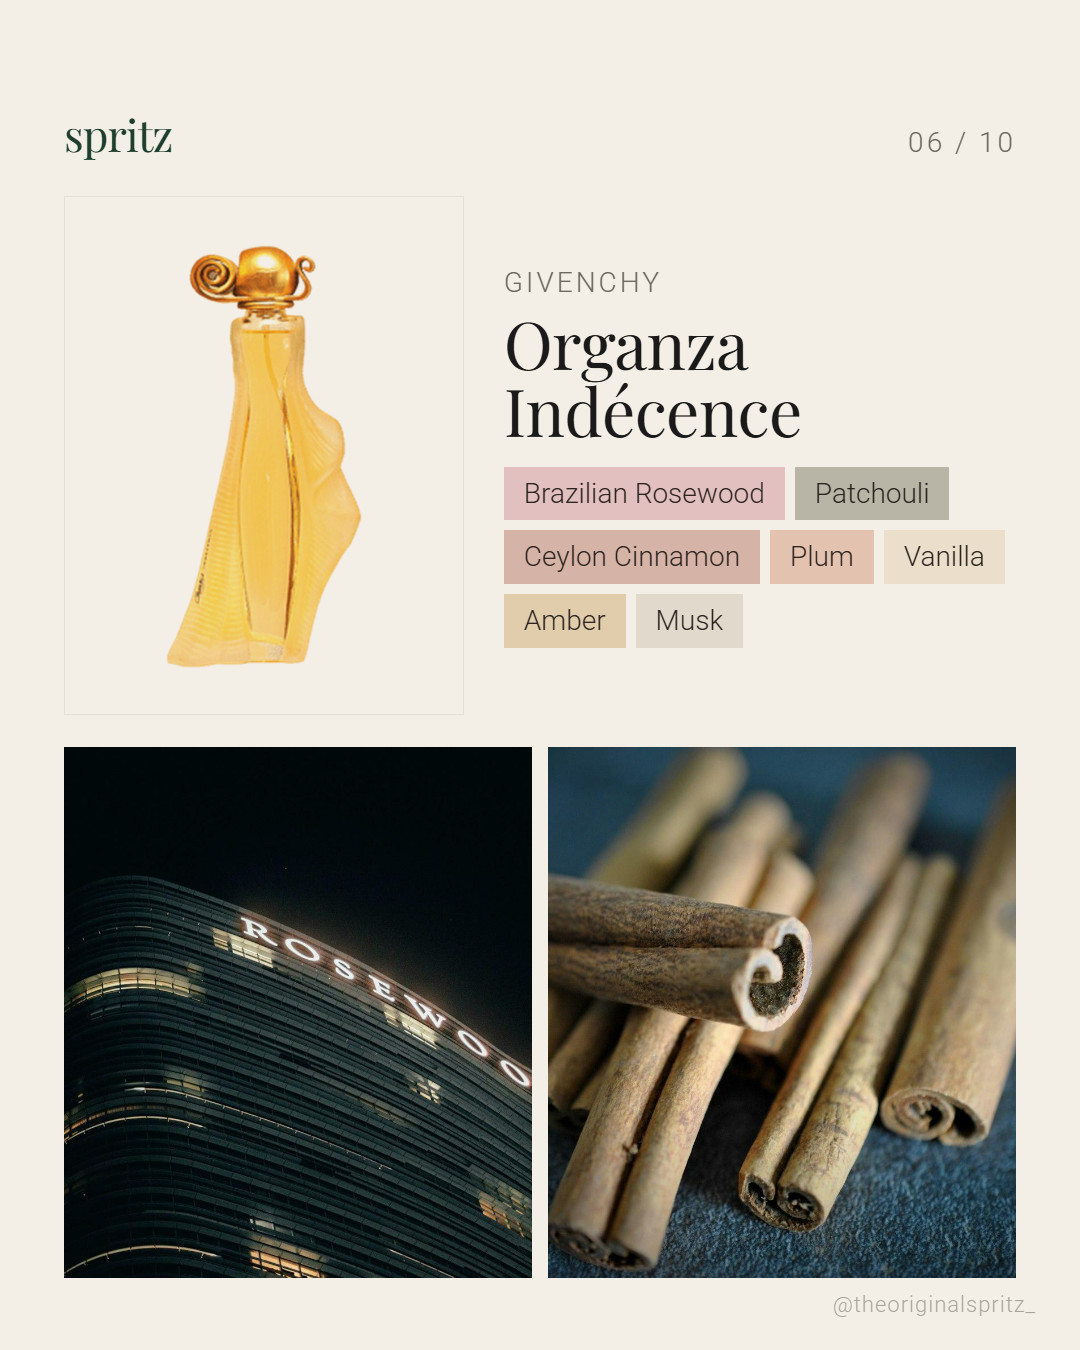 spritz
06 / 10
GIVENCHY
Organza
Indécence
Brazilian Rosewood
Patchouli
Ceylon Cinnamon
Plum
Vanilla
Amber
Musk
ROSEWOO
@theoriginalspritz_